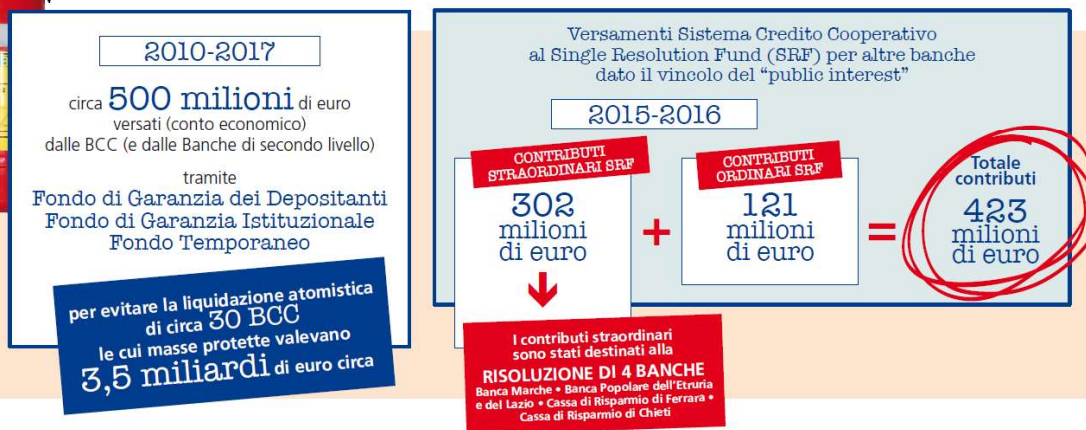 2010-2017
circa 500 milioni di euro
versati (conto economico)
dalle BCC (e dalle Banche di secondo livello)
tramite
Fondo di Garanzia dei Depositanti
Fondo di Garanzia Istituzionale
Fondo Temporaneo
per evitare la liquidazione atomistica
di circa 30 BCC
le cui masse protette valevano
3,5 miliardi di euro circa
Versamenti Sistema Credito Cooperativo
al Single Resolution Fund (SRF) per altre banche
dato il vincolo del “public interest”
2015-2016
CONTRIBUTI
STRAORDINARI SRF
302
milioni
di euro
+
CONTRIBUTI
ORDINARI SRF
121
milioni
di euro
=
Totale
contributi
423
milioni
di euro
I contributi straordinari
sono stati destinati alla
RISOLUZIONE DI 4 BANCHE
Banca Marche • Banca Popolare dell'Etruria
e del Lazio • Cassa di Risparmio di Ferrara •
Cassa di Risparmio di Chieti